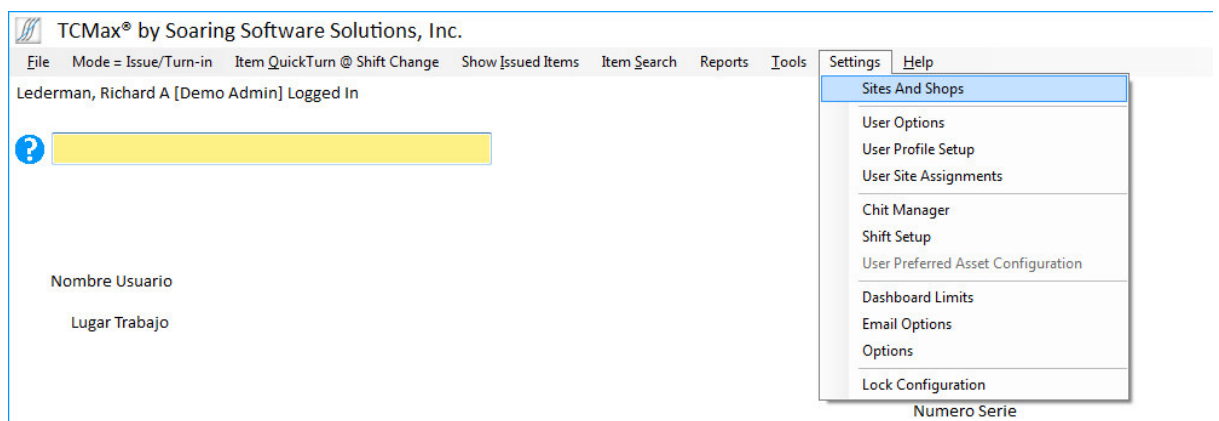 TCMax® by Soaring Software Solutions, Inc.
File Mode = Issue/Turn-in Item QuickTurn @ Shift Change Show Issued Items Item Search Reports Tools Settings Help
Lederman, Richard A [Demo Admin] Logged In
Sites And Shops
User Options
User Profile Setup
User Site Assignments
Chit Manager
Shift Setup
User Preferred Asset Configuration
Dashboard Limits
Email Options
Options
Lock Configuration
?
Nombre Usuario
Lugar Trabajo
Numero Serie